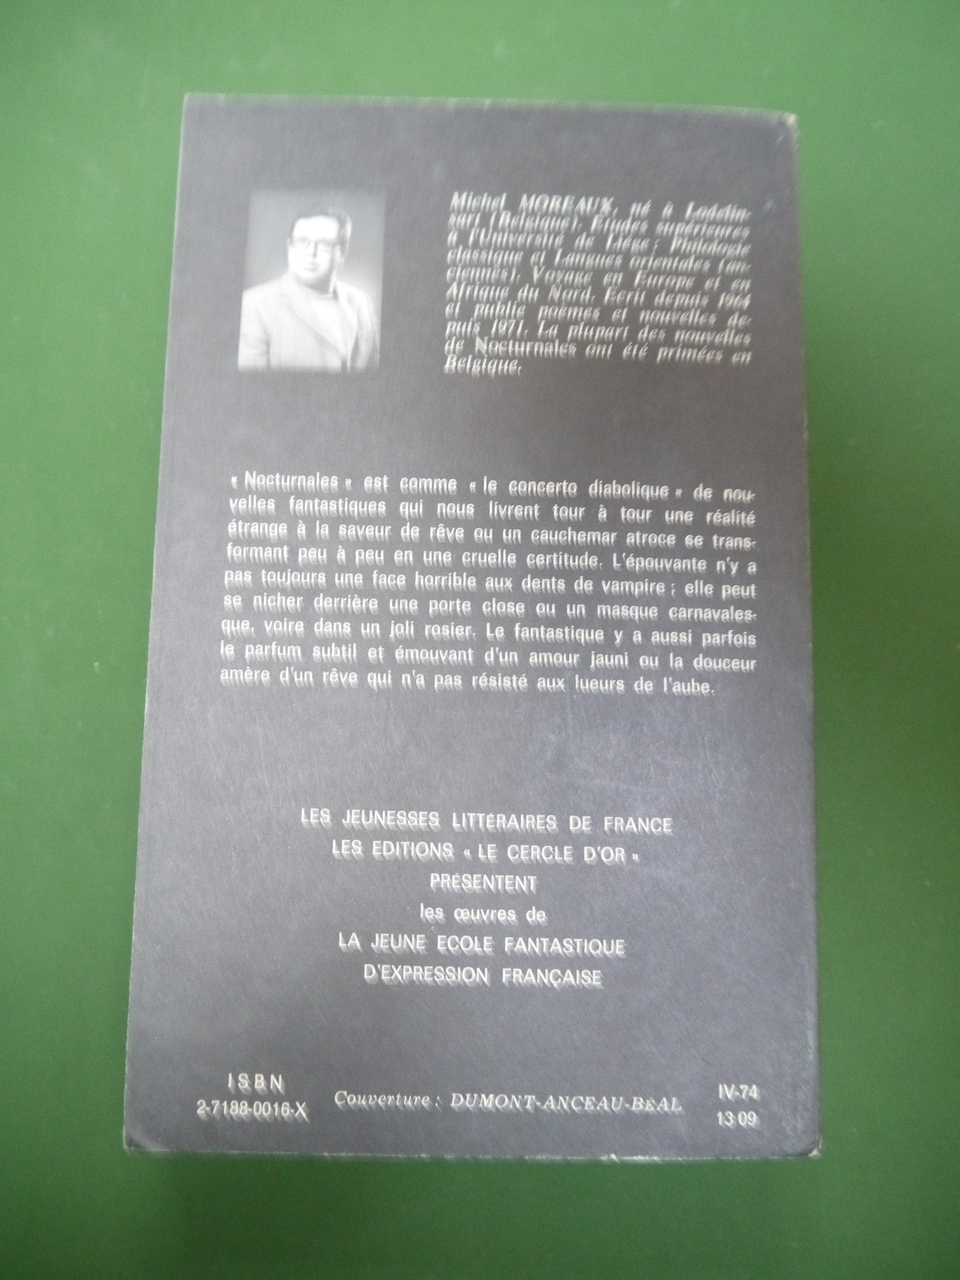 Michel MOREAUX, né à Lodelin-
sart (Belgique). Etudes supérieures
à l'Université de Liège : Philologie
classique et Langues orientales (an-
ciennes). Voyage en Europe et en
Afrique du Nord. Ecrit depuis 1964
et publie poèmes et nouvelles de-
puis 1971. La plupart des nouvelles
de Nocturnales ont été primées en
Belgique.
« Nocturnales » est comme « le concerto diabolique » de nou-
velles fantastiques qui nous livrent tour à tour une réalité
étrange à la saveur de rêve ou un cauchemar atroce se trans-
formant peu à peu en une cruelle certitude. L'épouvante n'y a
pas toujours une face horrible aux dents de vampire ; elle peut
se nicher derrière une porte close ou un masque carnavales-
que, voire dans un joli rosier. Le fantastique y a aussi parfois
le parfum subtil et émouvant d'un amour jauni ou la douceur
amère d'un rêve qui n'a pas résisté aux lueurs de l'aube.
LES JEUNESSES LITTÉRAIRES DE FRANCE
LES EDITIONS « LE CERCLE D'OR »
PRÉSENTENT
les œuvres de
LA JEUNE ECOLE FANTASTIQUE
D'EXPRESSION FRANÇAISE
ISBN
2-7188-0016-X
Couverture : DUMONT-ANCEAU-BÉAL
IV-74
13 09